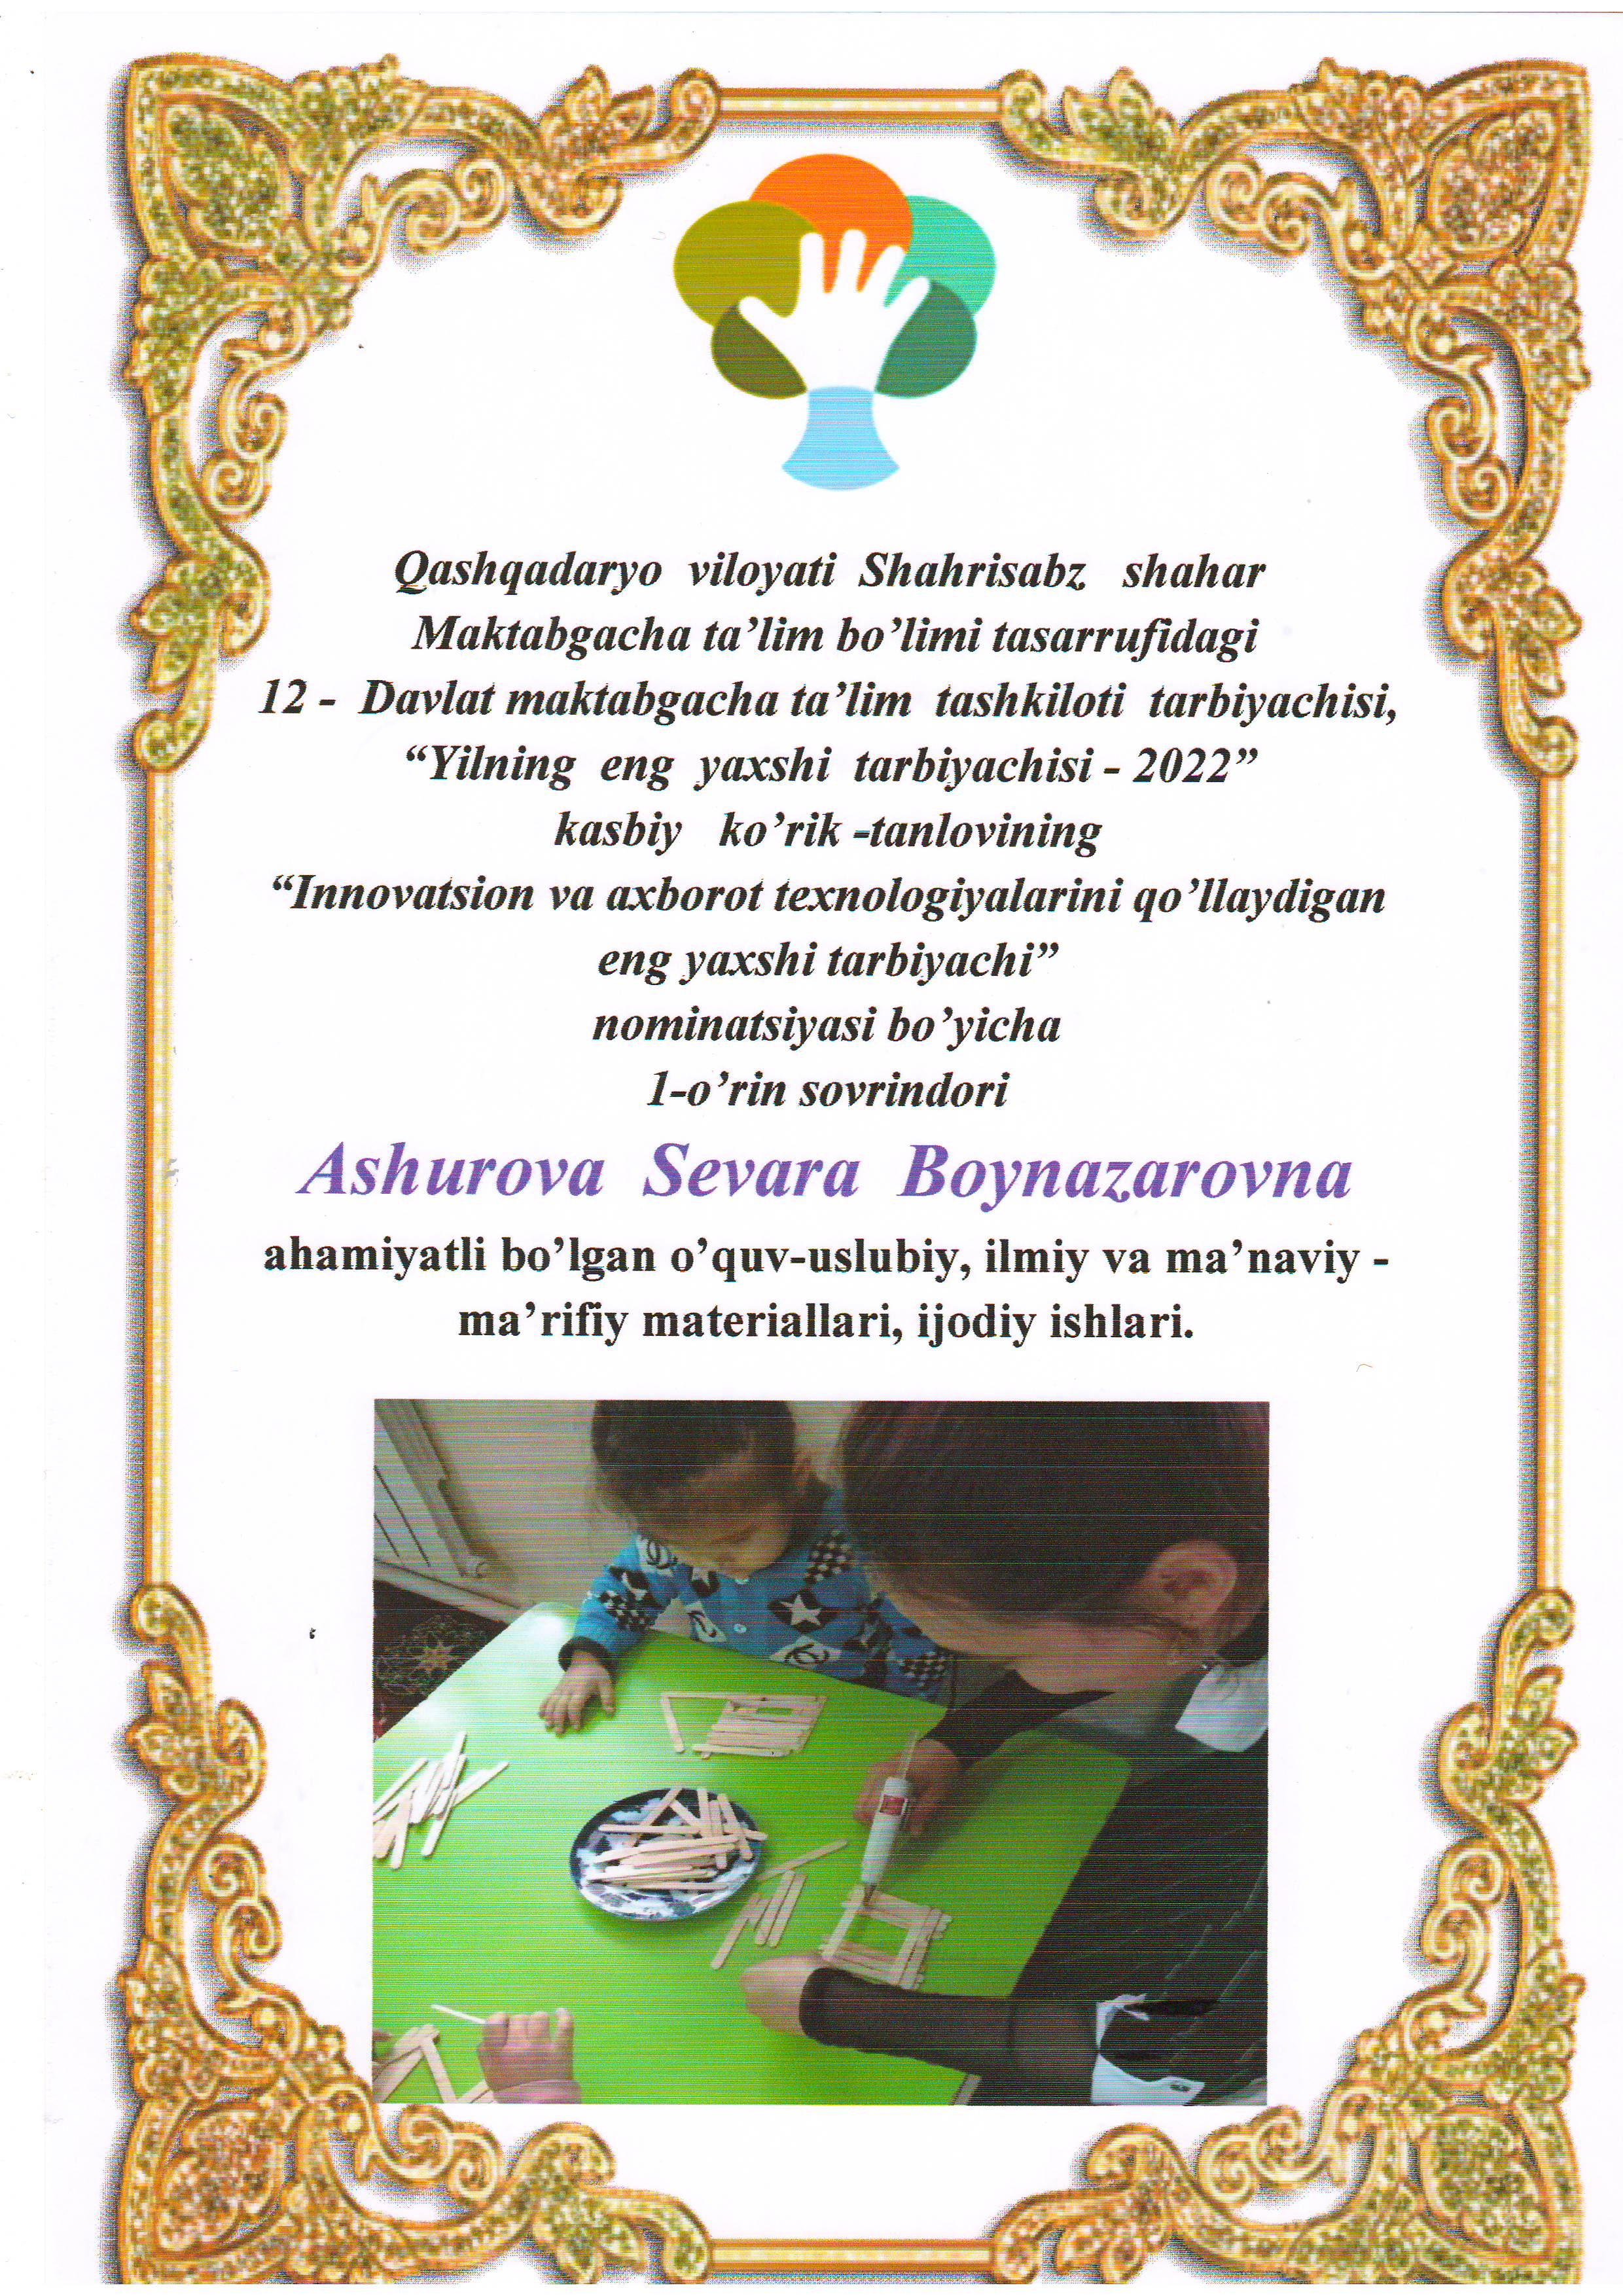 Qashqadaryo viloyati Shahrisabz shahar
Maktabgacha ta’lim bo’limi tasarrufidagi
12 - Davlat maktabgacha ta’lim tashkiloti tarbiyachisi,
“Yilning eng yaxshi tarbiyachisi - 2022”
kasbiy ko’rik -tanlovining
“Innovatsion va axborot texnologiyalarini qo’llaydigan
eng yaxshi tarbiyachi”
nominatsiyasi bo’yicha
1-o’rin sovrindori
Ashurova Sevara Boynazarovna
ahamiyatli bo’lgan o’quv-uslubiy, ilmiy va ma’naviy -
ma’rifiy materiallari, ijodiy ishlari.